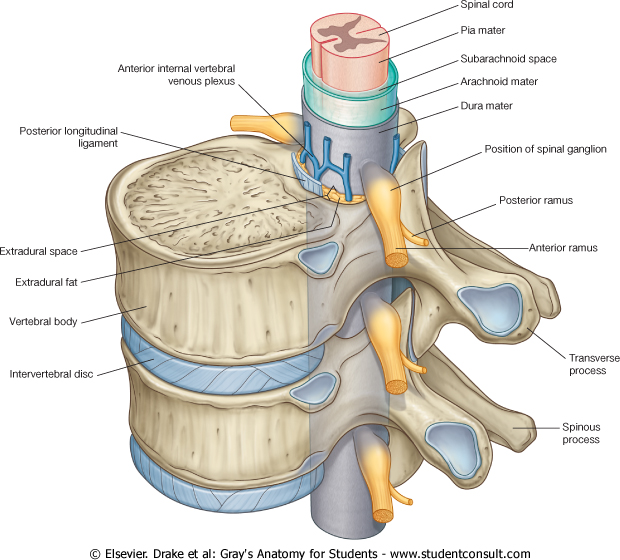 Spinal cord
Pia mater
Subarachnoid space
Anterior internal vertebral
venous plexus
Arachnoid mater
Dura mater
Posterior longitudinal
ligament
Position of spinal ganglion
Posterior ramus
Extradural space
Anterior ramus
Extradural fat
Vertebral body
Transverse
process
Intervertebral disc
Spinous
process
© Elsevier. Drake et al: Gray's Anatomy for Students - www.studentconsult.com